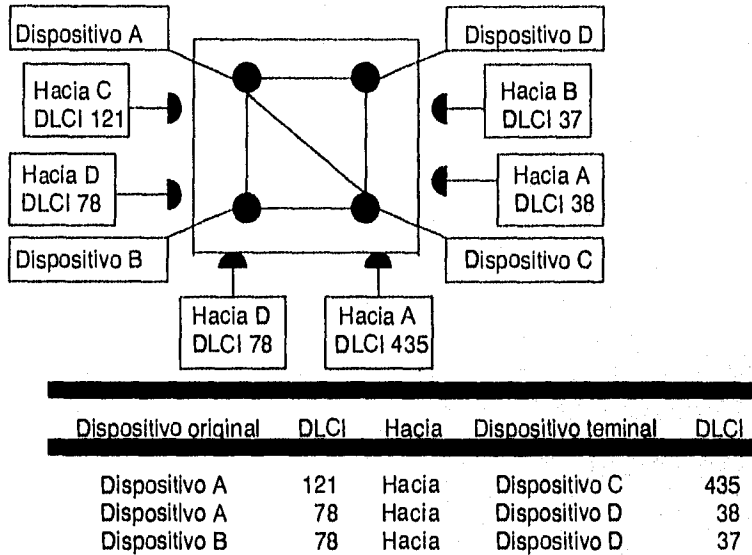 Dispositivo A
Dispositivo D
Hacia C
DLCI 121
Hacia B
DLCI 37
Hacia D
DLCI 78
Hacia A
DLCI 38
Dispositivo B
Dispositivo C
Hacia D
DLCI 78
Hacia A
DLCI 435
Dispositivo original DLCI Hacia Dispositivo teminal DLCI
Dispositivo A 121 Hacia Dispositivo C 435
Dispositivo A 78 Hacia Dispositivo D 38
Dispositivo B 78 Hacia Dispositivo D 37